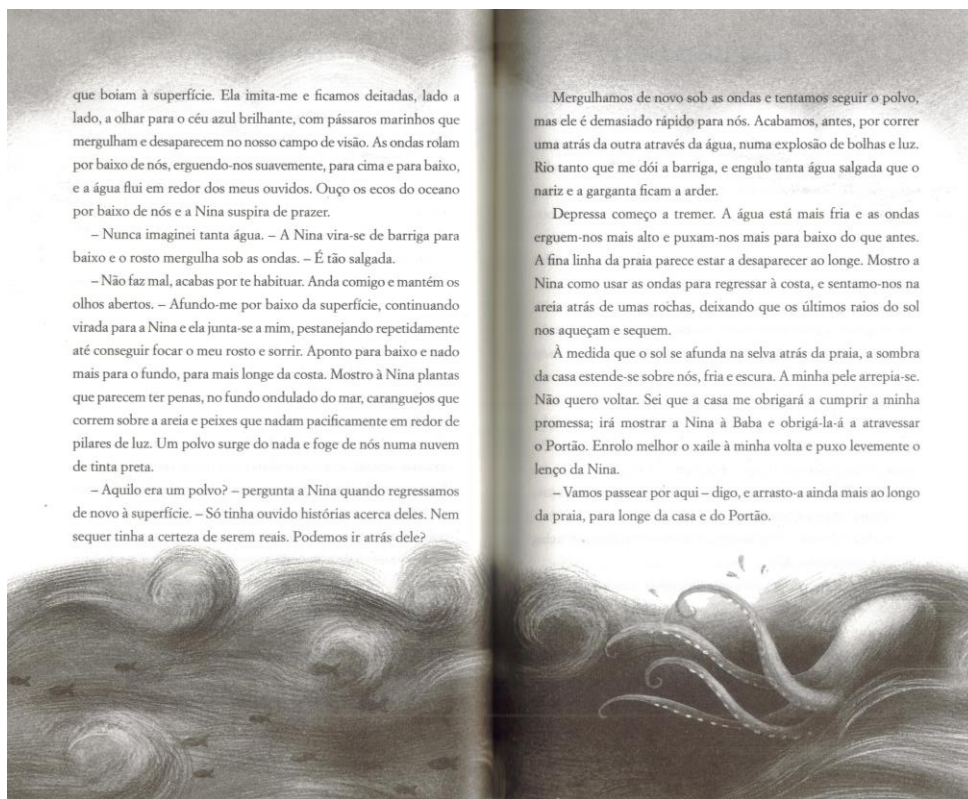 que boiam à superfície. Ela imita-me e ficamos deitadas, lado a
lado, a olhar para o céu azul brilhante, com pássaros marinhos que
mergulham e desaparecem no nosso campo de visão. As ondas rolam
por baixo de nós, erguendo-nos suavemente, para cima e para baixo,
e a água flui em redor dos meus ouvidos. Ouço os ecos do oceano
por baixo de nós e a Nina suspira de prazer.
– Nunca imaginei tanta água. – A Nina vira-se de barriga para
baixo e o rosto mergulha sob as ondas. – É tão salgada.
– Não faz mal, acabas por te habituar. Anda comigo e mantém os
olhos abertos. – Afundo-me por baixo da superfície, continuando
virada para a Nina e ela junta-se a mim, pestanejando repetidamente
até conseguir focar o meu rosto e sorrir. Aponto para baixo e nado
mais para o fundo, para mais longe da costa. Mostro à Nina plantas
que parecem ter penas, no fundo ondulado do mar, caranguejos que
correm sobre a areia e peixes que nadam pacificamente em redor de
pilares de luz. Um polvo surge do nada e foge de nós numa nuvem
de tinta preta.
– Aquilo era um polvo? – pergunta a Nina quando regressamos
de novo à superfície. – Só tinha ouvido histórias acerca deles. Nem
sequer tinha a certeza de serem reais. Podemos ir atrás dele?
Mergulhamos de novo sob as ondas e tentamos seguir o polvo,
mas ele é demasiado rápido para nós. Acabamos, antes, por correr
uma atrás da outra através da água, numa explosão de bolhas e luz.
Rio tanto que me dói a barriga, e engulo tanta água salgada que o
nariz e a garganta ficam a arder.
Depressa começo a tremer. A água está mais fria e as ondas
erguem-nos mais alto e puxam-nos mais para baixo do que antes.
A fina linha da praia parece estar a desaparecer ao longe. Mostro a
Nina como usar as ondas para regressar à costa, e sentamo-nos na
areia atrás de umas rochas, deixando que os últimos raios do sol
nos aqueçam e sequem.
À medida que o sol se afunda na selva atrás da praia, a sombra
da casa estende-se sobre nós, fria e escura. A minha pele arrepia-se.
Não quero voltar. Sei que a casa me obrigará a cumprir a minha
promessa; irá mostrar a Nina à Baba e obrigá-la-á a atravessar
o Portão. Enrolo melhor o xaile à minha volta e puxo levemente o
lenço da Nina.
– Vamos passear por aqui – digo, e arrasto-a ainda mais ao longo
da praia, para longe da casa e do Portão.